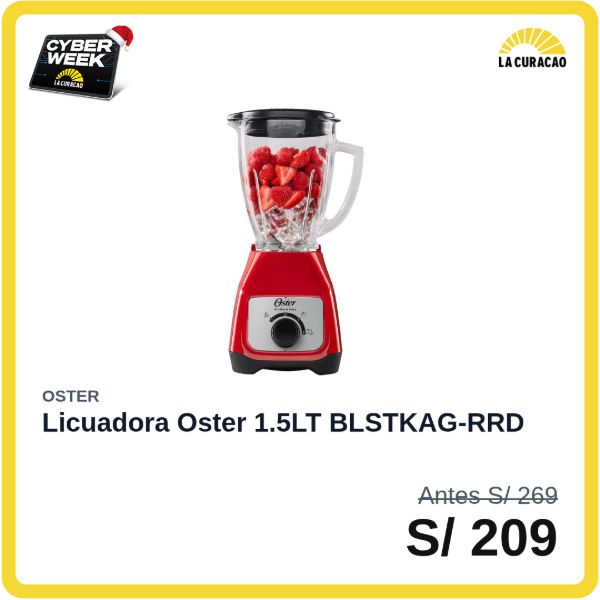 CYBER
WEEK
LA CURACAO
LA CURACAO
Oster
OSTER
Licuadora Oster 1.5LT BLSTKAG-RRD
Antes S/ 269
S/ 209